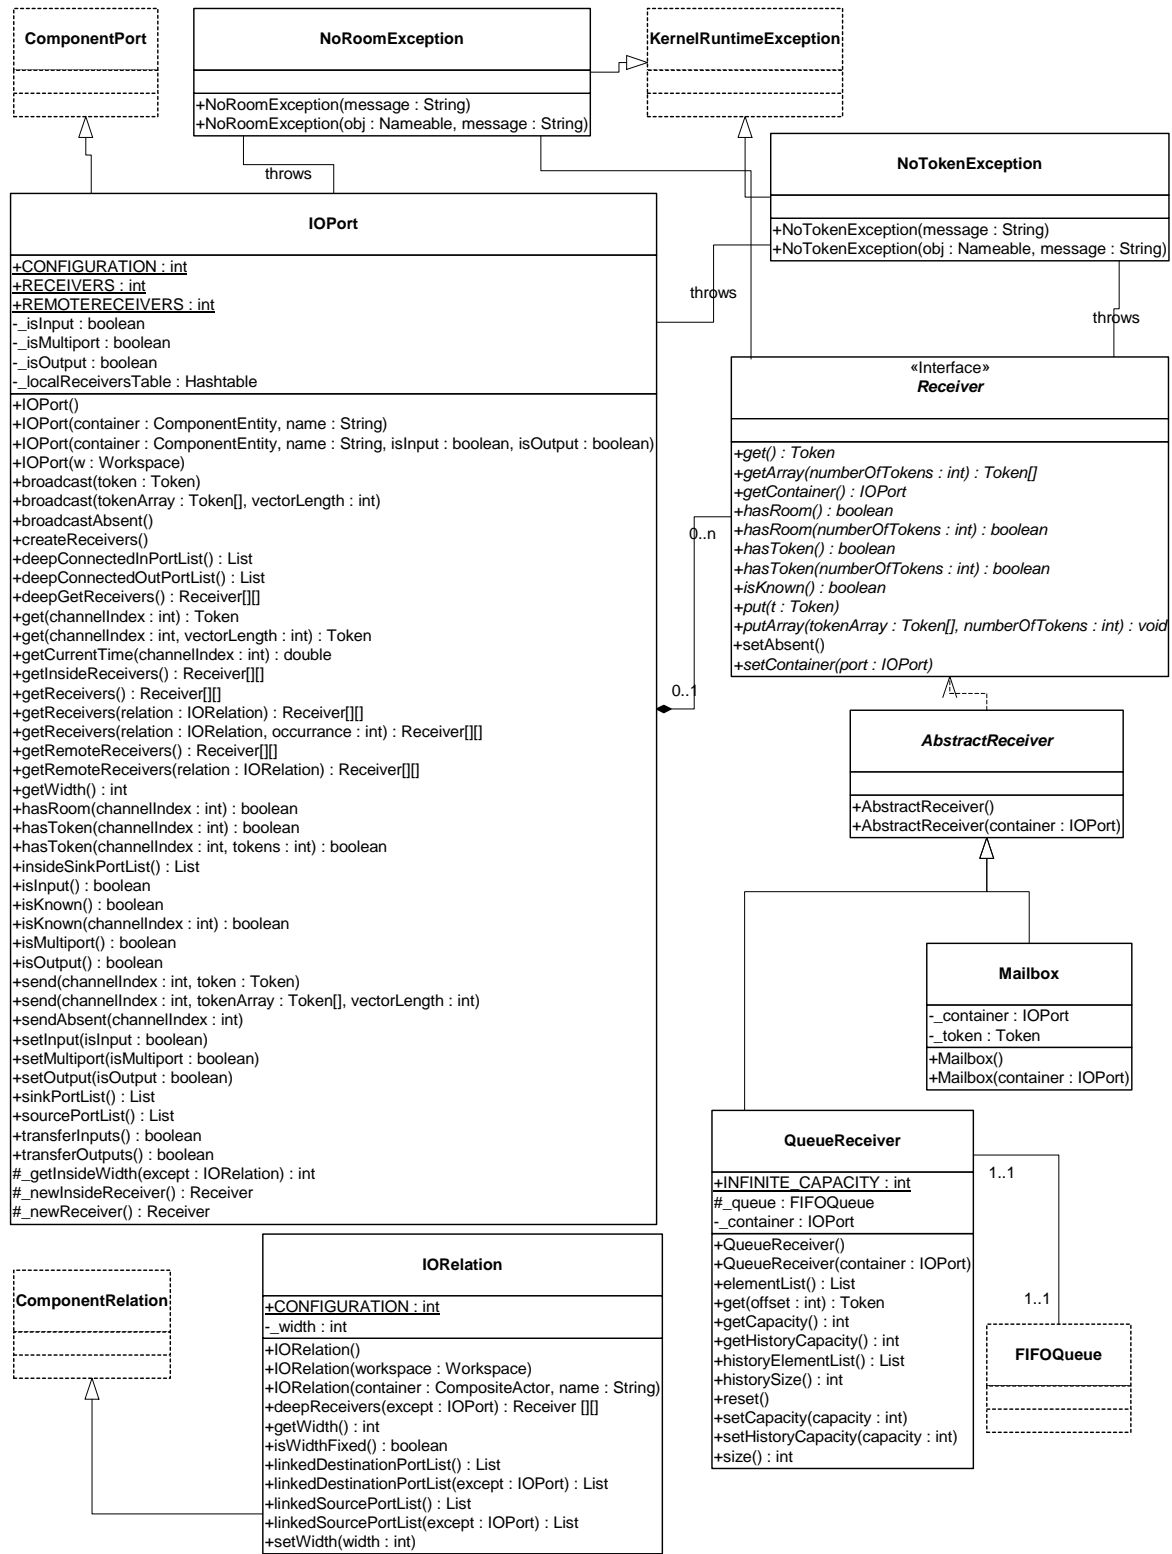 ComponentPort
NoRoomException
+NoRoomException(message : String)
+NoRoomException(obj : Nameable, message : String)
KernelRuntimeException
NoTokenException
+NoTokenException(message : String)
+NoTokenException(obj : Nameable, message : String)
throws
throws
throws
IOPort
+CONFIGURATION : int
+RECEIVERS : int
+REMOTERECEIVERS : int
-_isInput : boolean
-_isMultiport : boolean
-_isOutput : boolean
-_localReceiversTable : Hashtable
+IOPort()
+IOPort(container : ComponentEntity, name : String)
+IOPort(container : ComponentEntity, name : String, isInput : boolean, isOutput : boolean)
+IOPort(w : Workspace)
+broadcast(token : Token)
+broadcast(tokenArray : Token[], vectorLength : int)
+broadcastAbsent()
+createReceivers()
+deepConnectedInPortList() : List
+deepConnectedOutPortList() : List
+deepGetReceivers() : Receiver[][]
+get(channelIndex : int) : Token
+get(channelIndex : int, vectorLength : int) : Token
+getCurrentTime(channelIndex : int) : double
+getInsideReceivers() : Receiver[][]
+getReceivers() : Receiver[][]
+getReceivers(relation : IORelation) : Receiver[][]
+getReceivers(relation : IORelation, occurrance : int) : Receiver[][]
+getRemoteReceivers() : Receiver[][]
+getRemoteReceivers(relation : IORelation) : Receiver[][]
+getWidth() : int
+hasRoom(channelIndex : int) : boolean
+hasToken(channelIndex : int) : boolean
+hasToken(channelIndex : int, tokens : int) : boolean
+insideSinkPortList() : List
+isInput() : boolean
+isKnown() : boolean
+isKnown(channelIndex : int) : boolean
+isMultiport() : boolean
+isOutput() : boolean
+send(channelIndex : int, token : Token)
+send(channelIndex : int, tokenArray : Token[], vectorLength : int)
+sendAbsent(channelIndex : int)
+setInput(isInput : boolean)
+setMultiport(isMultiport : boolean)
+setOutput(isOutput : boolean)
+sinkPortList() : List
+sourcePortList() : List
+transferInputs() : boolean
+transferOutputs() : boolean
#_getInsideWidth(except : IORelation) : int
#_newInsideReceiver() : Receiver
#_newReceiver() : Receiver
0..n
0..1
«Interface»
Receiver
+get() : Token
+getArray(numberOfTokens : int) : Token[]
+getContainer() : IOPort
+hasRoom() : boolean
+hasRoom(numberOfTokens : int) : boolean
+hasToken() : boolean
+hasToken(numberOfTokens : int) : boolean
+isKnown() : boolean
+put(t : Token)
+putArray(tokenArray : Token[], numberOfTokens : int) : void
+setAbsent()
+setContainer(port : IOPort)
AbstractReceiver
+AbstractReceiver()
+AbstractReceiver(container : IOPort)
Mailbox
-_container : IOPort
-_token : Token
+Mailbox()
+Mailbox(container : IOPort)
QueueReceiver
+INFINITE_CAPACITY : int
#_queue : FIFOQueue
-_container : IOPort
+QueueReceiver()
+QueueReceiver(container : IOPort)
+elementList() : List
+get(offset : int) : Token
+getCapacity() : int
+getHistoryCapacity() : int
+historyElementList() : List
+historySize() : int
+reset()
+setCapacity(capacity : int)
+setHistoryCapacity(capacity : int)
+size() : int
1..1
1..1
FIFOQueue
ComponentRelation
IORelation
+CONFIGURATION : int
-_width : int
+IORelation()
+IORelation(workspace : Workspace)
+IORelation(container : CompositeActor, name : String)
+deepReceivers(except : IOPort) : Receiver [][]
+getWidth() : int
+isWidthFixed() : boolean
+linkedDestinationPortList() : List
+linkedDestinationPortList(except : IOPort) : List
+linkedSourcePortList() : List
+linkedSourcePortList(except : IOPort) : List
+setWidth(width : int)